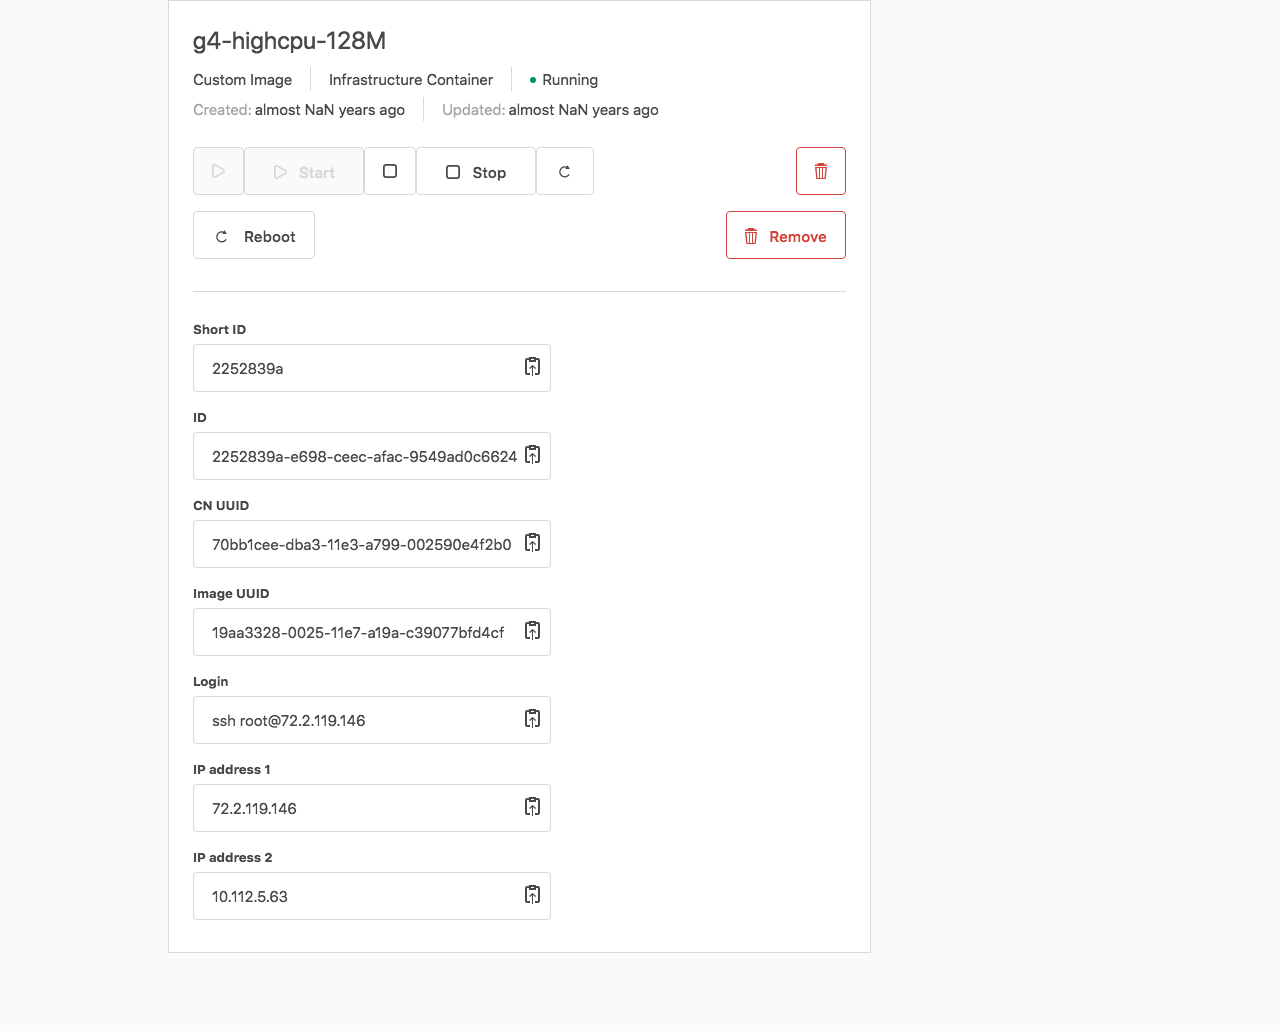 g4-highcpu-128M
Custom Image Infrastructure Container Running
Created: almost NaN years ago Updated: almost NaN years ago
Start Stop
Reboot Remove
Short ID
2252839a
ID
2252839a-e698-ceec-afac-9549ad0c6624
CN UUID
70bb1cee-dba3-11e3-a799-002590e4f2b0
Image UUID
19aa3328-0025-11e7-a19a-c39077bfd4cf
Login
ssh root@72.2.119.146
IP address 1
72.2.119.146
IP address 2
10.112.5.63